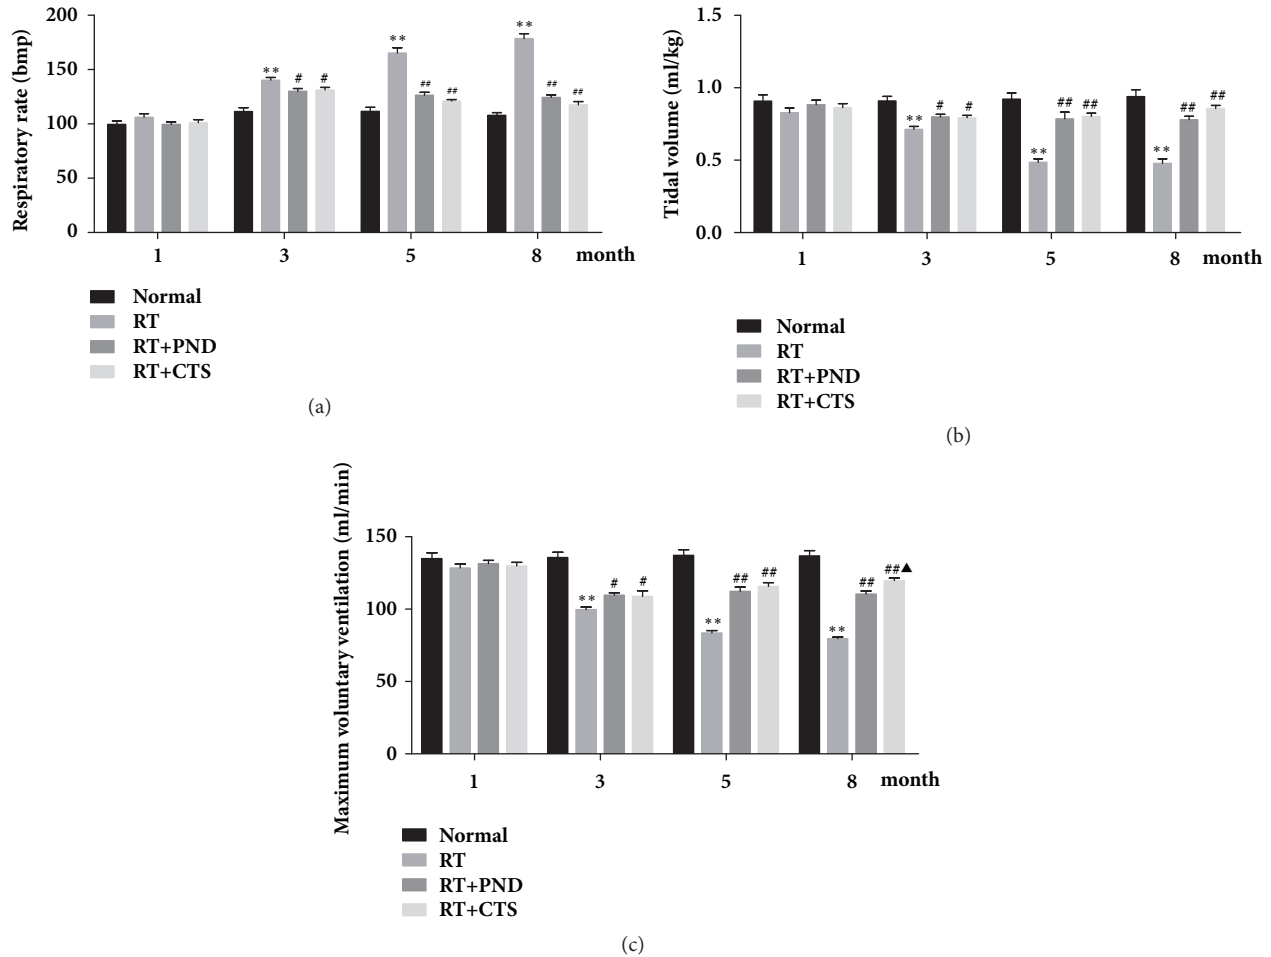 Respiratory rate (bmp)
200
150
100
50
0
**
#
#
**
##
##
**
##
##
1
3
5
8
month
Normal
RT
RT+PND
RT+CTS
(a)
Tidal volume (ml/kg)
1.5
1.0
0.5
0.0
**
#
#
**
##
##
**
##
##
1
3
5
8
month
Normal
RT
RT+PND
RT+CTS
(b)
Maximum voluntary ventilation (ml/min)
150
100
50
0
**
#
#
**
##
##
**
##
##▲
1
3
5
8
month
Normal
RT
RT+PND
RT+CTS
(c)